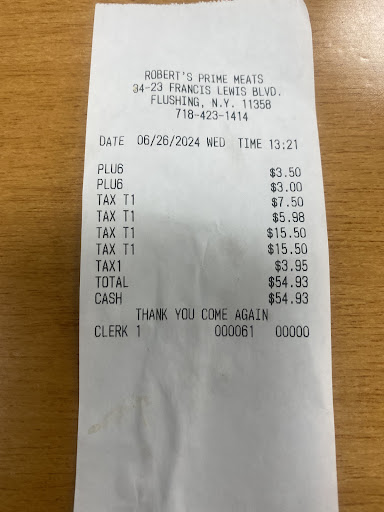 ROBERT'S PRIME MEATS
34-23 FRANCIS LEWIS BLVD.
FLUSHING, N.Y. 11358
718-423-1414
DATE 06/26/2024 WED TIME 13:21
PLU6 $3.50
PLU6 $3.00
TAX T1 $7.50
TAX T1 $5.98
TAX T1 $15.50
TAX T1 $15.50
TAX1 $3.95
TOTAL $54.93
CASH $54.93
THANK YOU COME AGAIN
CLERK 1 000061 00000